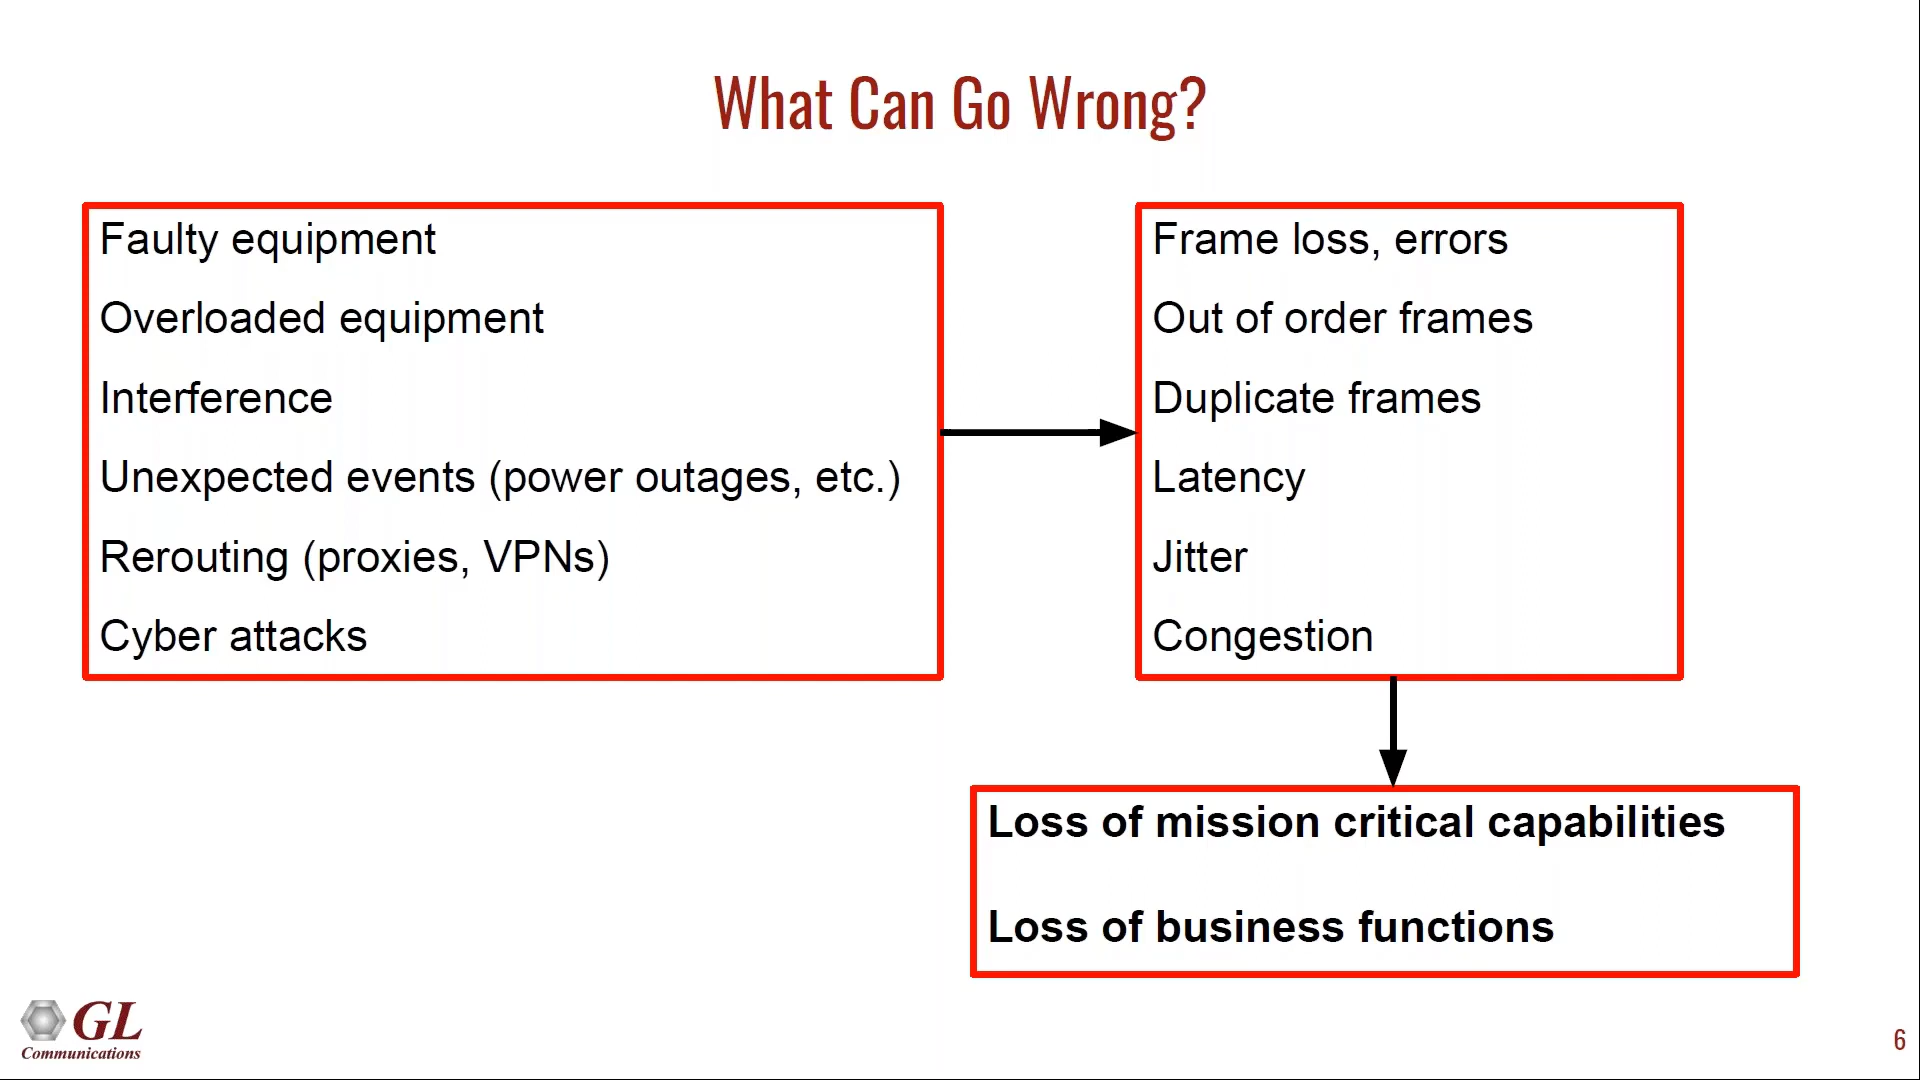 What Can Go Wrong?
Faulty equipment
Overloaded equipment
Interference
Unexpected events (power outages, etc.)
Rerouting (proxies, VPNs)
Cyber attacks
Frame loss, errors
Out of order frames
Duplicate frames
Latency
Jitter
Congestion
Loss of mission critical capabilities
Loss of business functions
GL
Communications
6